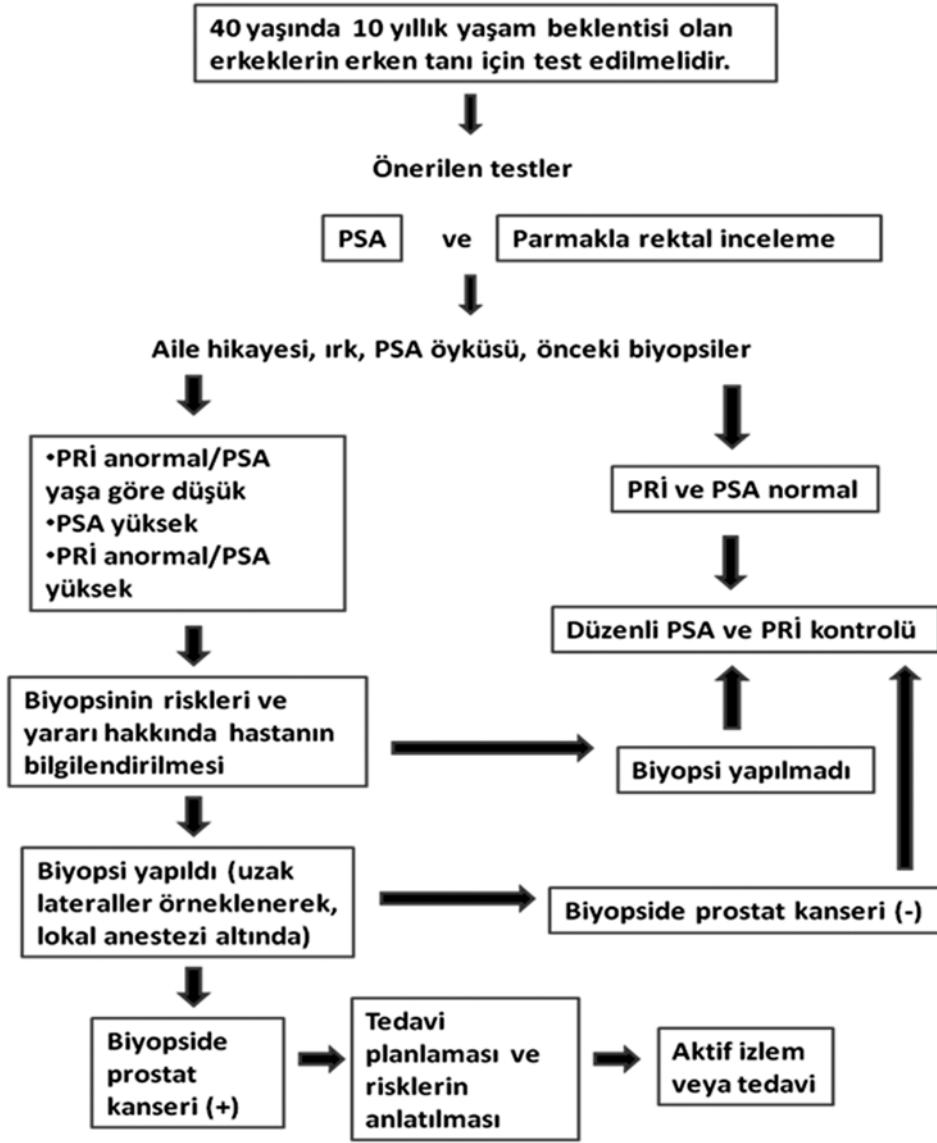 40 yaşında 10 yıllık yaşam beklentisi olan
erkeklerin erken tanı için test edilmelidir.
Önerilen testler
PSA ve Parmakla rektal inceleme
Aile hikayesi, ırk, PSA öyküsü, önceki biyopsiler
•PRİ anormal/PSA
yaşa göre düşük
•PSA yüksek
•PRİ anormal/PSA
yüksek
PRİ ve PSA normal
Düzenli PSA ve PRİ kontrolü
Biyopsinin riskleri ve
yararı hakkında hastanın
bilgilendirilmesi
Biyopsi yapılmadı
Biyopsi yapıldı (uzak
lateraller örneklenerek,
lokal anestezi altında)
Biyopside prostat kanseri (-)
Biyopside
prostat
kanseri (+)
Tedavi
planlaması ve
risklerin
anlatılması
Aktif izlem
veya tedavi